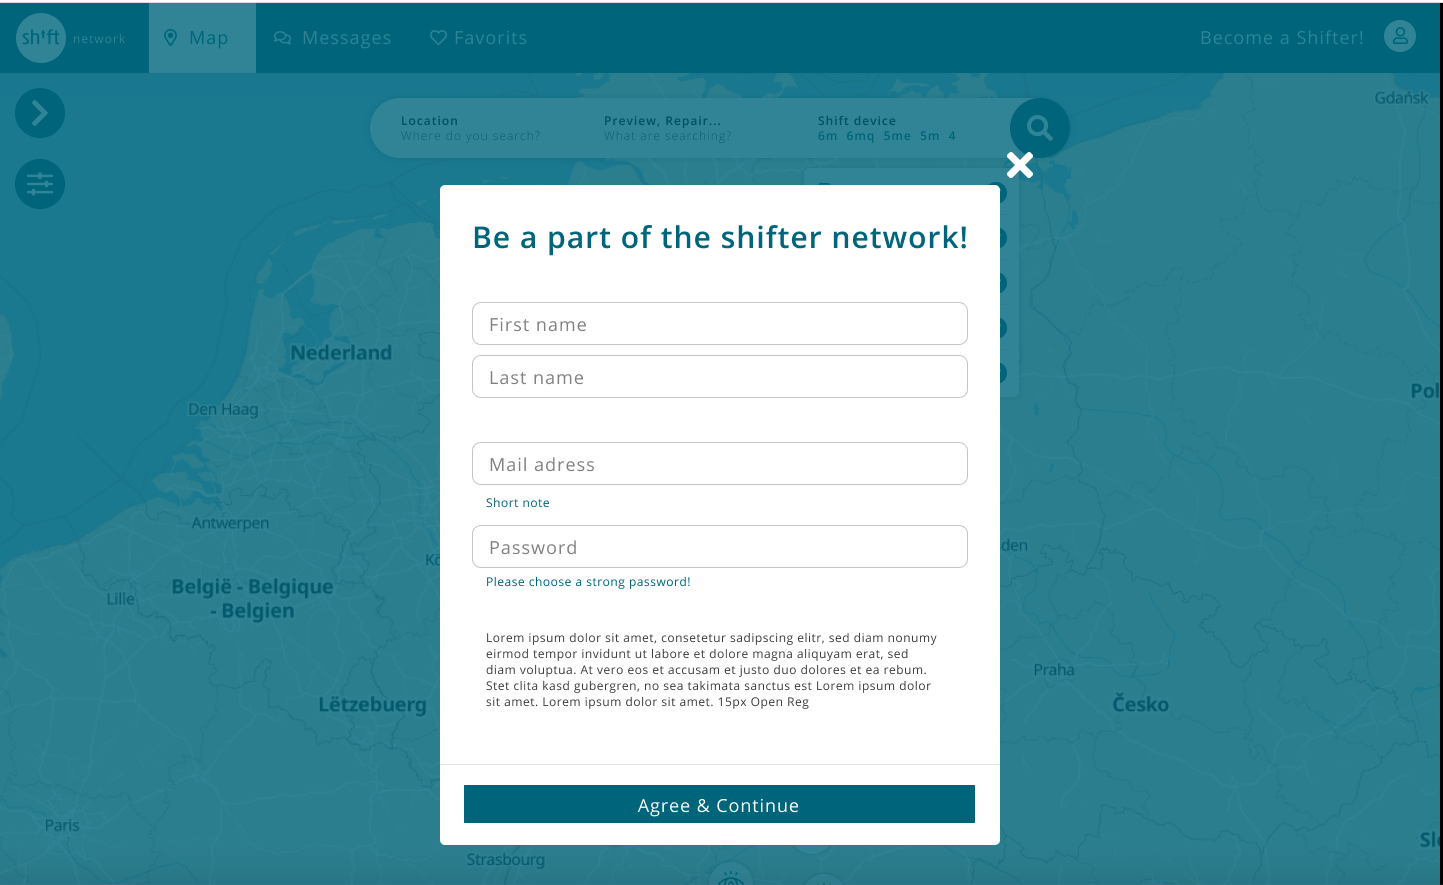 shift network
Map
Messages
Favorits
Become a Shifter!
Gdańsk
Location
Where do you search?
Preview, Repair...
What are searching?
Shift device
6m 6mq 5me 5m 4
Be a part of the shifter network!
First name
Last name
Mail adress
Short note
Password
Please choose a strong password!
Lorem ipsum dolor sit amet, consetetur sadipscing elitr, sed diam nonumy
eirmod tempor invidunt ut labore et dolore magna aliquyam erat, sed
diam voluptua. At vero eos et accusam et justo duo dolores et ea rebum.
Stet clita kasd gubergren, no sea takimata sanctus est Lorem ipsum dolor
sit amet. Lorem ipsum dolor sit amet. 15px Open Reg
Agree & Continue
Nederland
Den Haag
Antwerpen
België - Belgique
- Belgien
Lille
Lëtzebuerg
Paris
Strasbourg
Praha
Česko
Pol
den
Kö
Sl